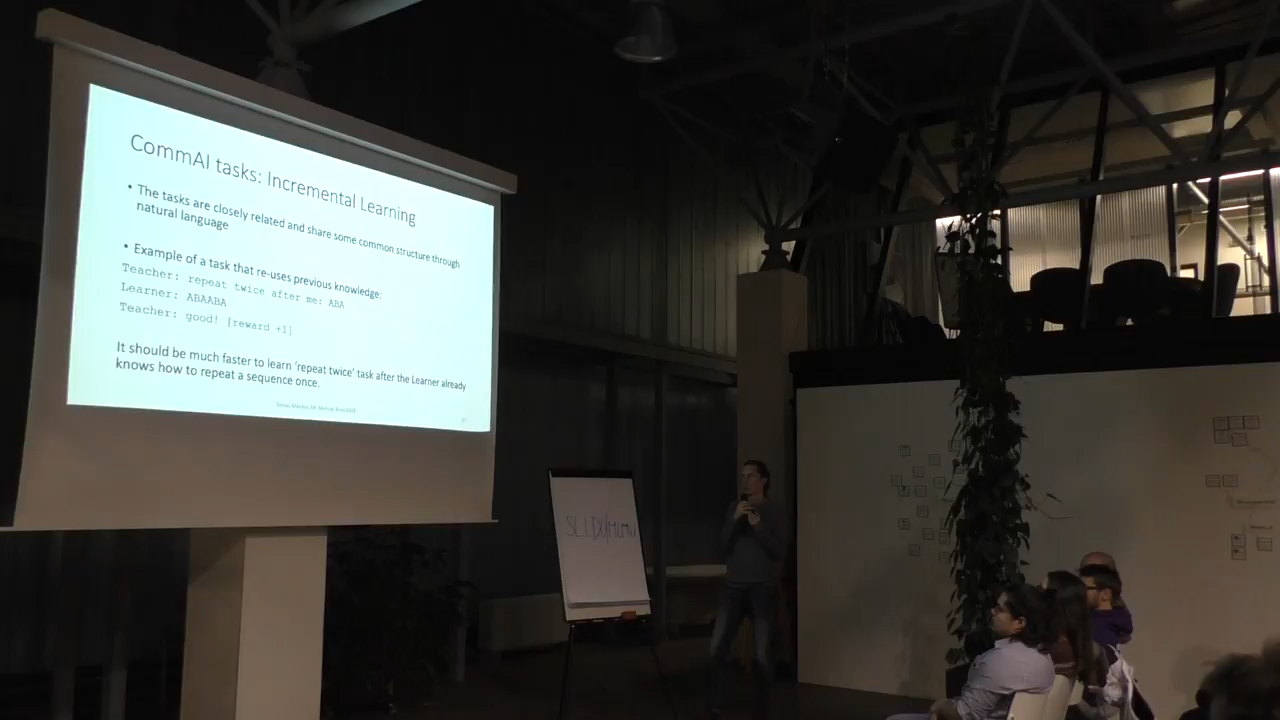 CommAI tasks: Incremental Learning
• The tasks are closely related and share some common structure through
natural language
• Example of a task that re-uses previous knowledge:
Teacher: repeat twice after me: ABA
Learner: ABAABA
Teacher: good! [reward +1]
It should be much faster to learn 'repeat twice' task after the Learner already
knows how to repeat a sequence once.
SLIDO/MLMU